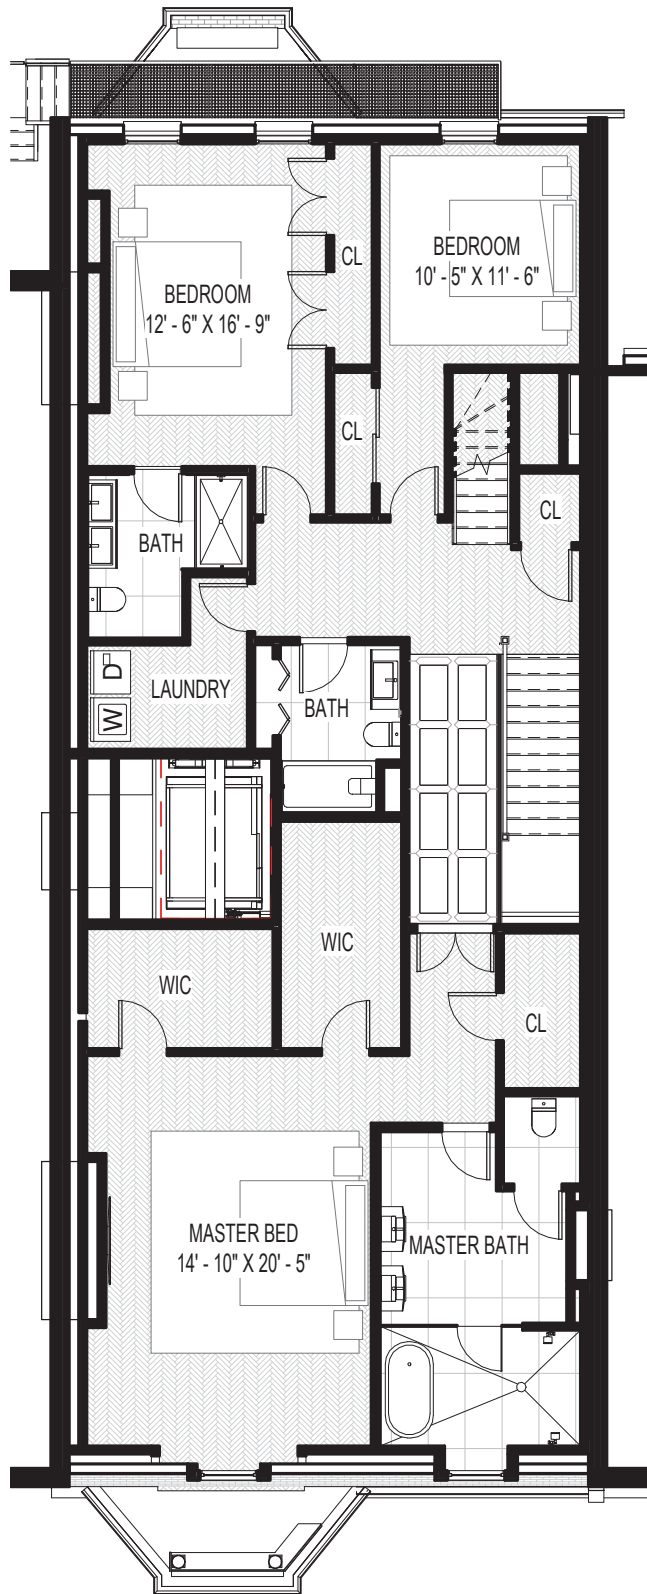 BEDROOM
12' - 6" X 16' - 9"
CL
BEDROOM
10' - 5" X 11' - 6"
CL
CL
BATH
D
LAUNDRY
W
BATH
WIC
WIC
CL
MASTER BED
14' - 10" X 20' - 5"
MASTER BATH